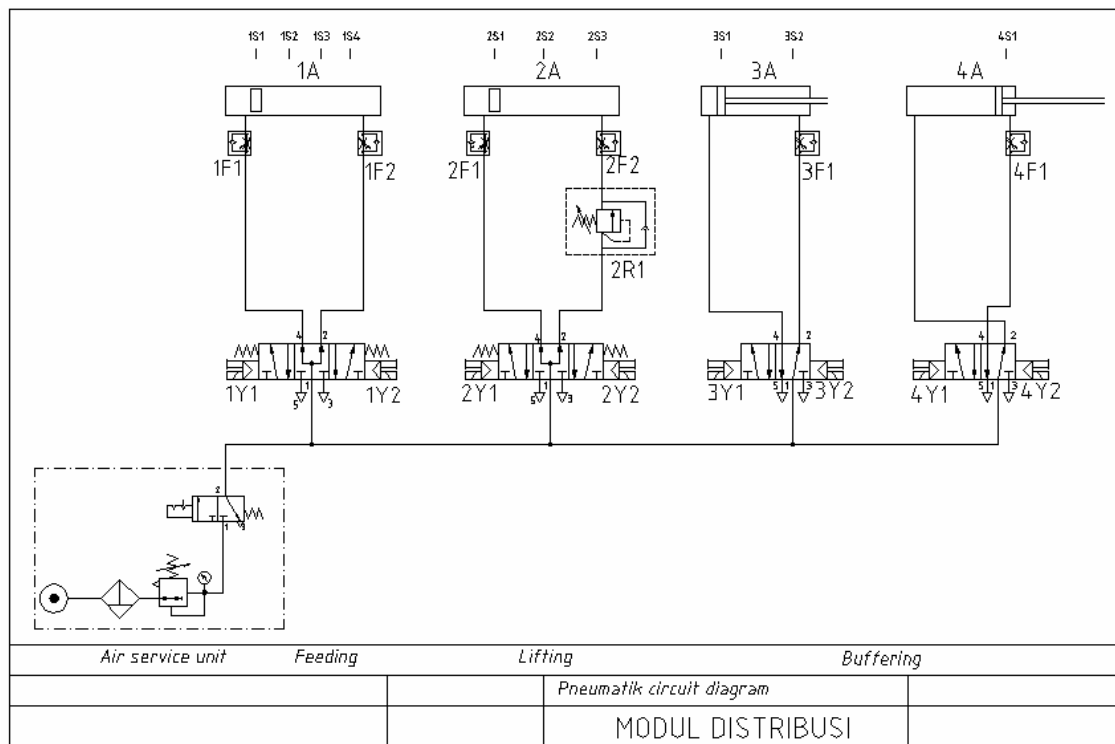 1S1 1S2 1S3 1S4 2S1 2S2 2S3 3S1 3S2 4S1
1A 2A 3A 4A
1F1 1F2 2F1 2F2 3F1 4F1
2R1
4 2 4 2 2 2
1Y1 5 1 3 1Y2 2Y1 5 1 3 2Y2 3Y1 5 1 3 3Y2 4Y1 5 1 3 4Y2
2
1 3
Air service unit Feeding Lifting Buffering
Pneumatik circuit diagram
MODUL DISTRIBUSI